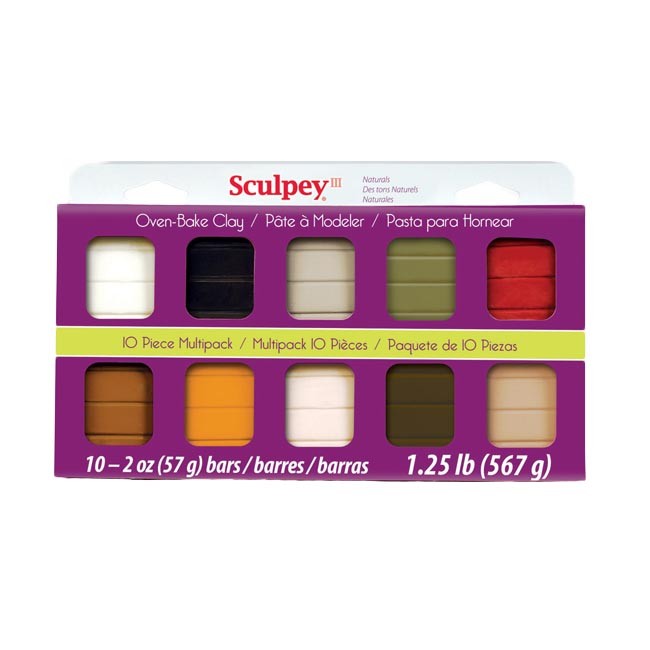 Sculpey III
Naturals
Des tons Naturels
Naturales
Oven-Bake Clay / Pâte à Modeler / Pasta para Hornear
10 Piece Multipack / Multipack 10 Pièces / Paquete de 10 Piezas
10 – 2 oz (57 g) bars / barres / barras
1.25 lb (567 g)